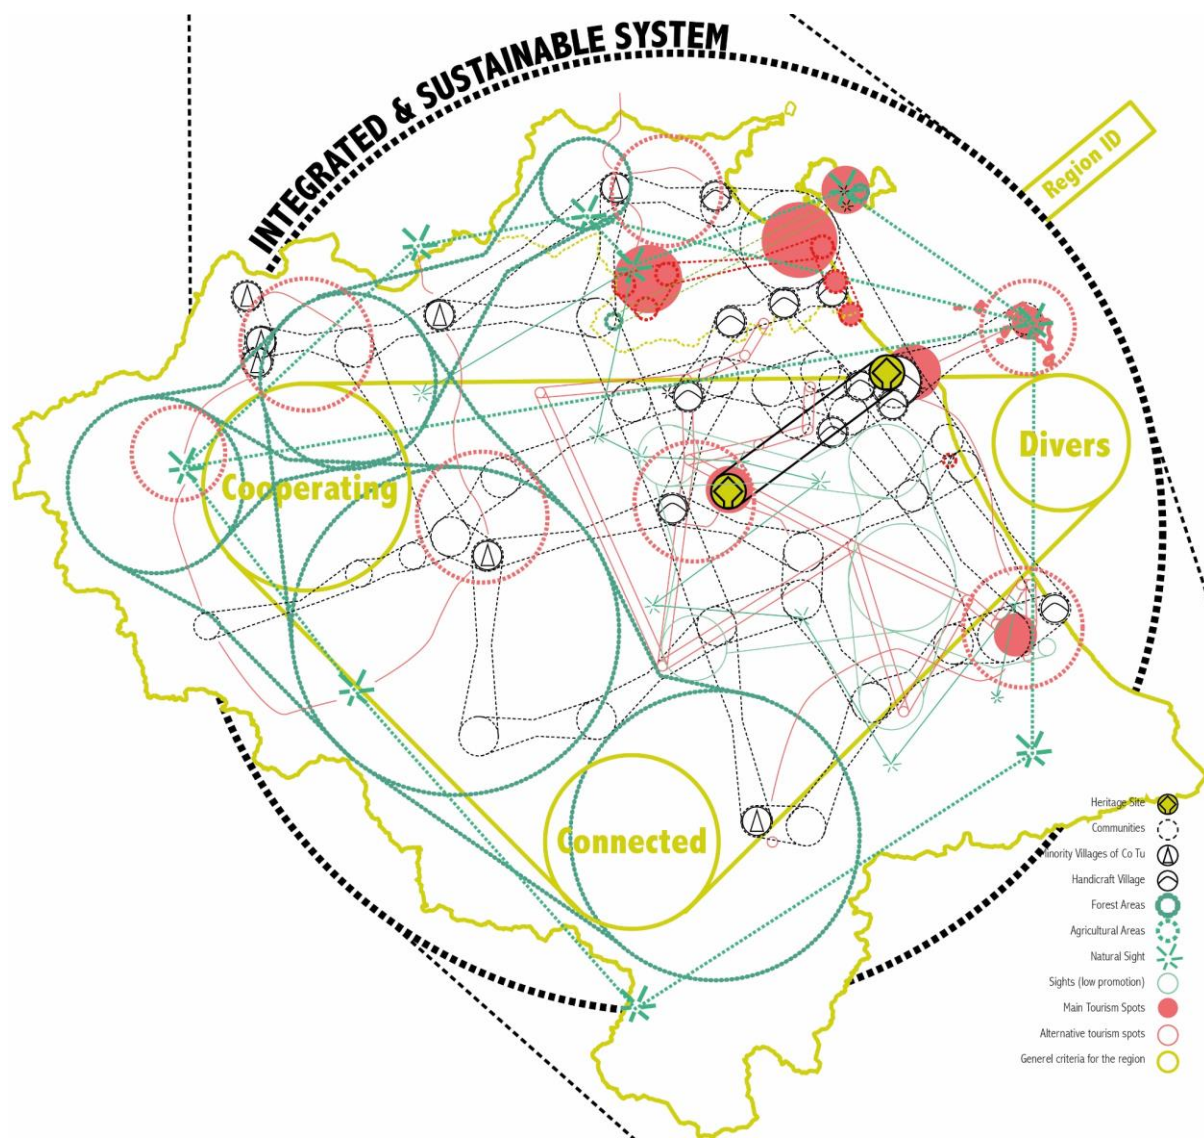 INTEGRATED & SUSTAINABLE SYSTEM
Region ID
Divers
Cooperating
Connected
Heritage Site
Communities
inority Villages of Co Tu
Handicraft Village
Forest Areas
Agricultural Areas
Natural Sight
Sights (low promotion)
Main Tourism Spots
Alternative tourism spots
Generel criteria for the region